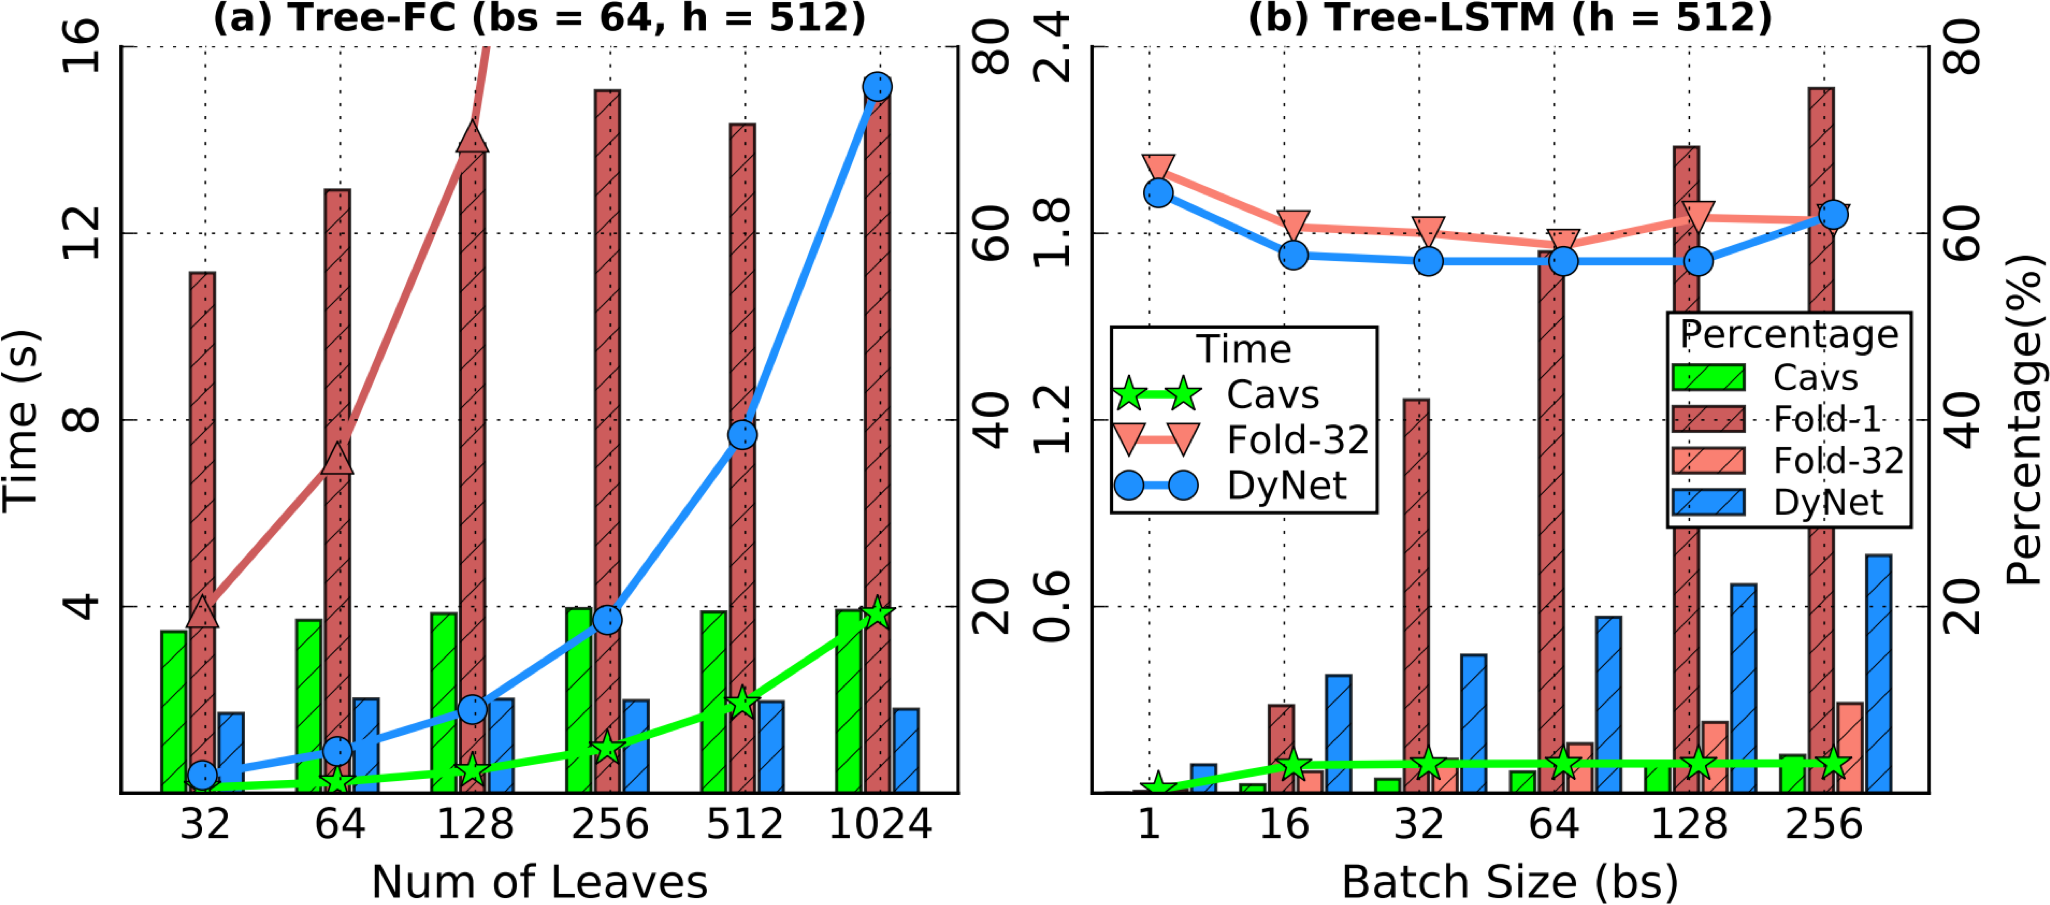 (a) Tree-FC (bs = 64, h = 512)
Time (s)
16
12
8
4
80
60
40
20
32 64 128 256 512 1024
Num of Leaves
(b) Tree-LSTM (h = 512)
2.4
1.8
1.2
0.6
Time
Cavs
Fold-32
DyNet
Percentage
Cavs
Fold-1
Fold-32
DyNet
80
60
40
20
Percentage(%)
1 16 32 64 128 256
Batch Size (bs)